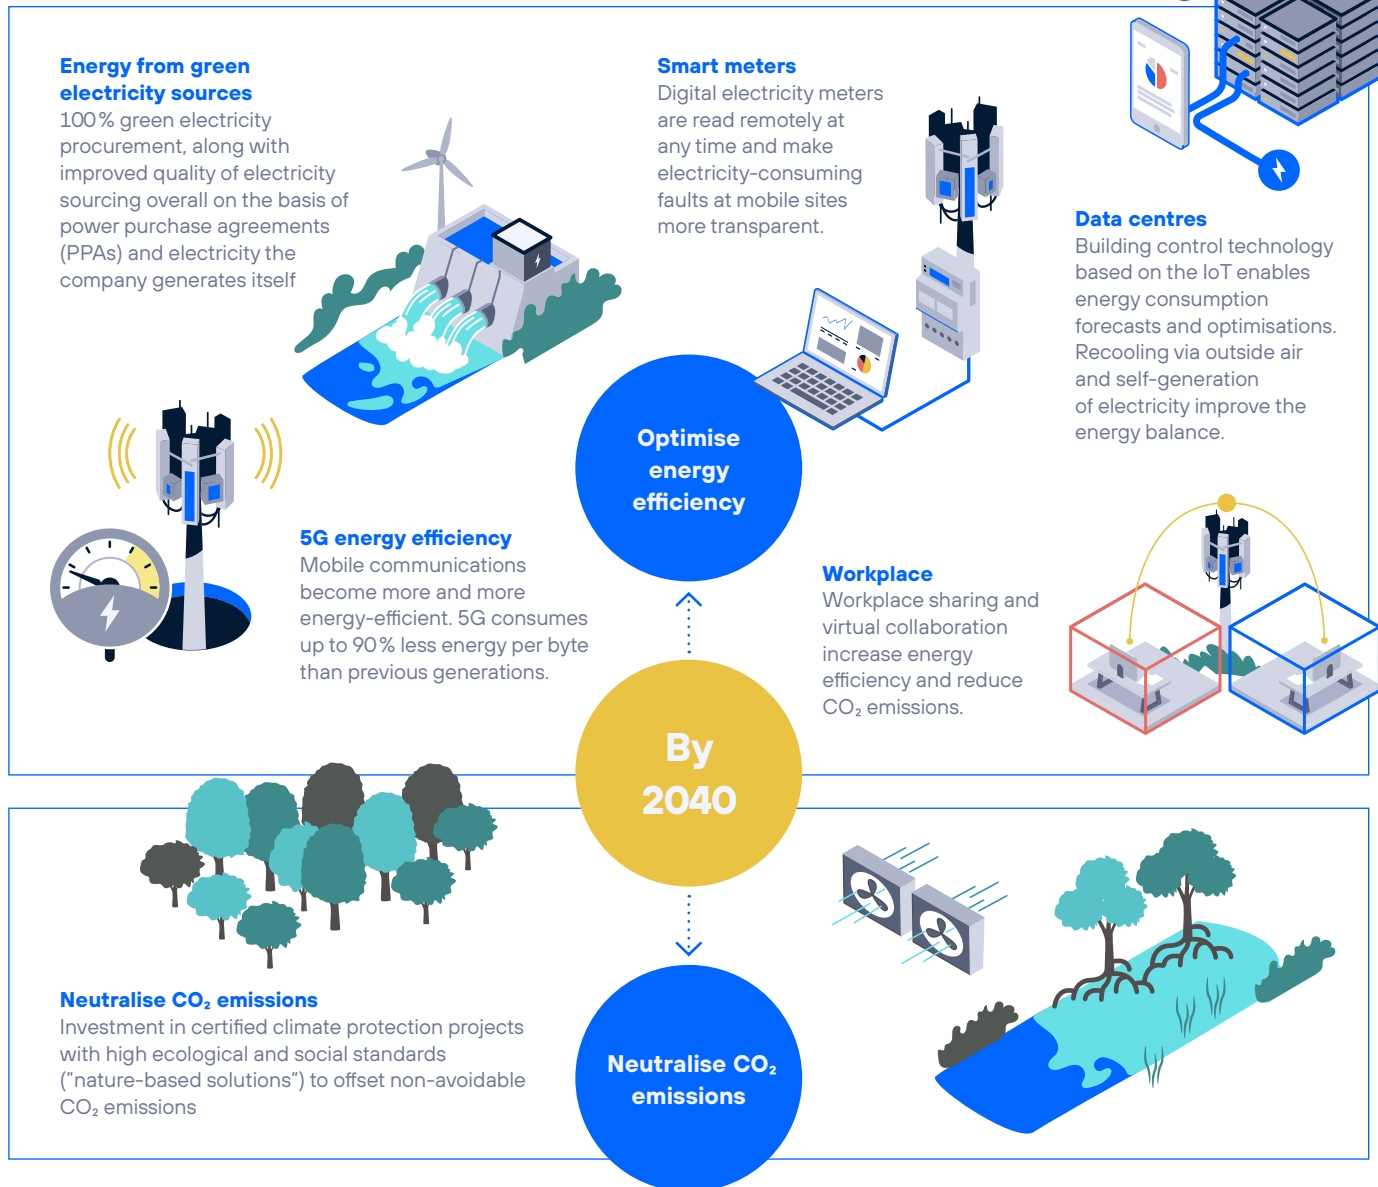 Energy from green
electricity sources
100 % green electricity
procurement, along with
improved quality of electricity
sourcing overall on the basis of
power purchase agreements
(PPAs) and electricity the
company generates itself
Smart meters
Digital electricity meters
are read remotely at
any time and make
electricity-consuming
faults at mobile sites
more transparent.
Data centres
Building control technology
based on the IoT enables
energy consumption
forecasts and optimisations.
Recooling via outside air
and self-generation
of electricity improve the
energy balance.
Optimise
energy
efficiency
5G energy efficiency
Mobile communications
become more and more
energy-efficient. 5G consumes
up to 90 % less energy per byte
than previous generations.
Workplace
Workplace sharing and
virtual collaboration
increase energy
efficiency and reduce
CO₂ emissions.
By
2040
Neutralise CO₂ emissions
Investment in certified climate protection projects
with high ecological and social standards
("nature-based solutions") to offset non-avoidable
CO₂ emissions
Neutralise CO₂
emissions